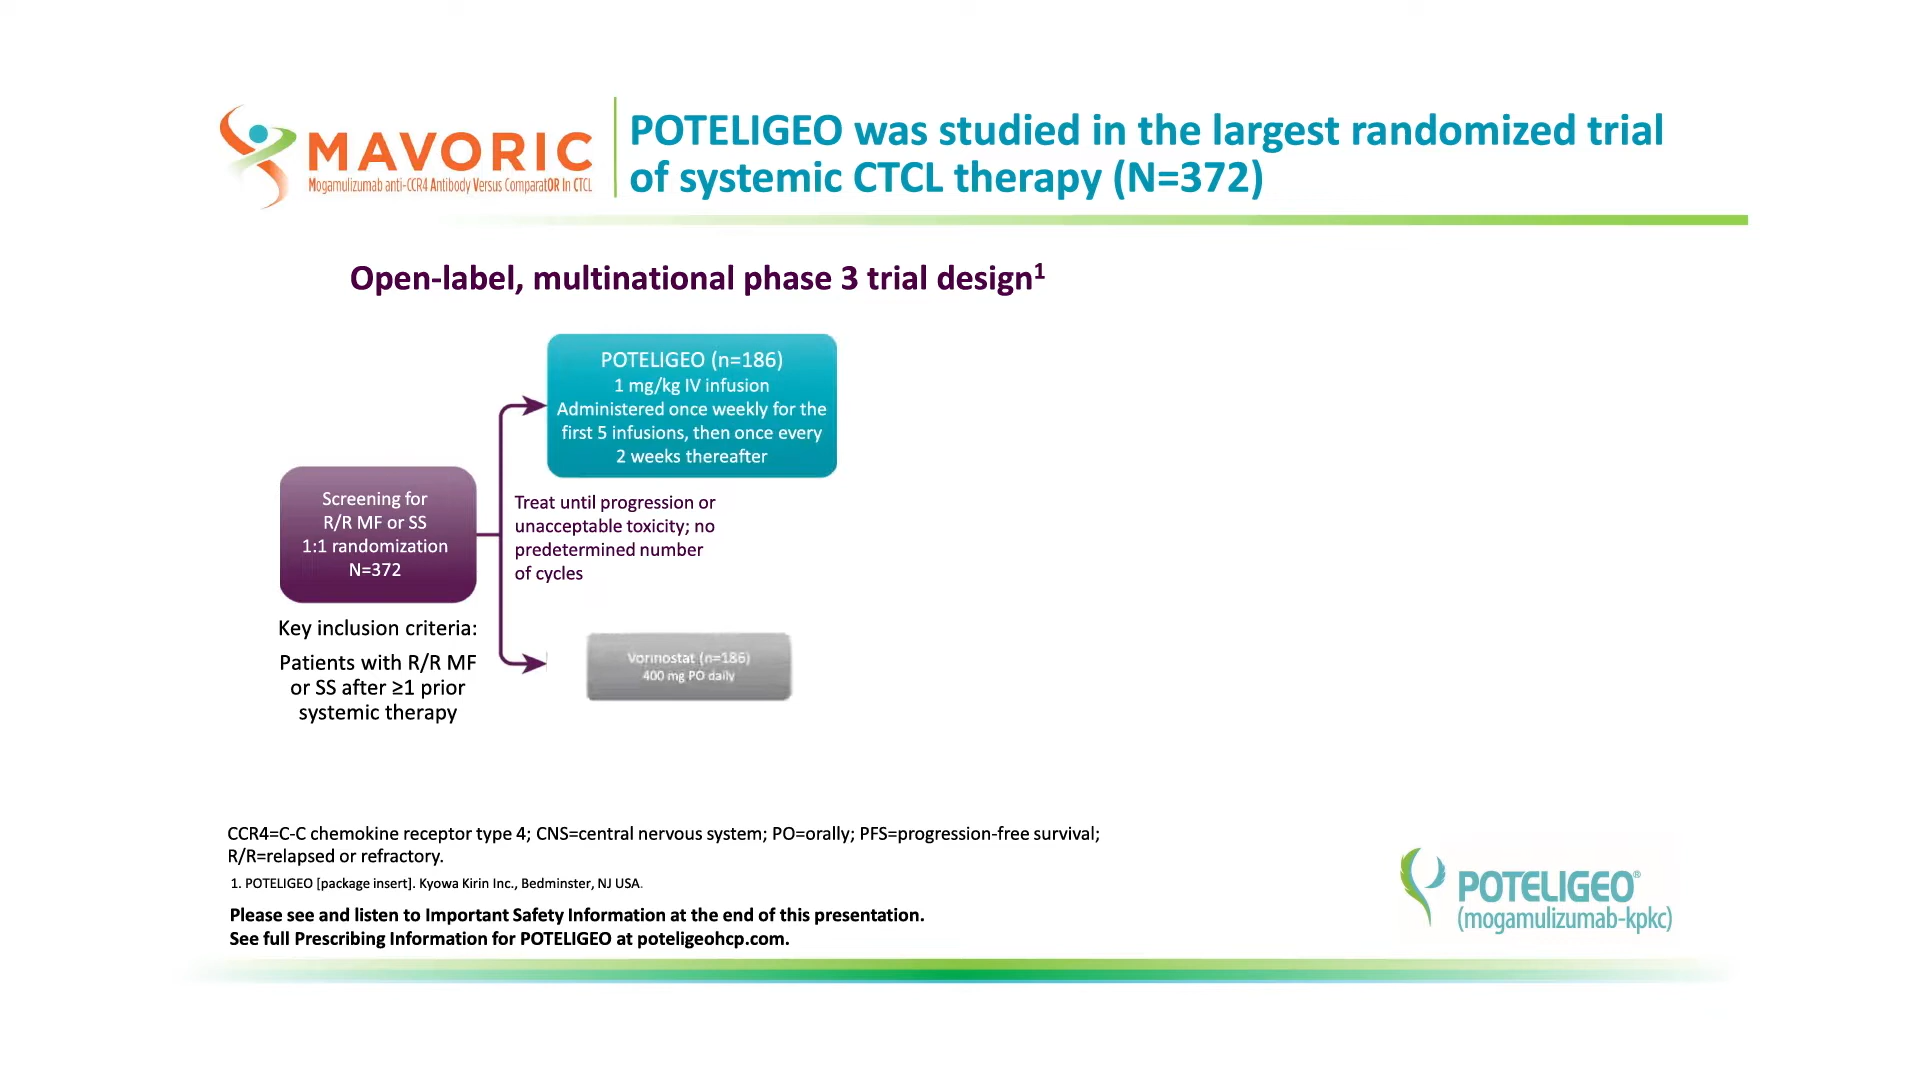 MAVORIC
Mogamulizumab anti-CCR4 Antibody Versus ComparatOR In CTCL
POTELIGEO was studied in the largest randomized trial
of systemic CTCL therapy (N=372)
Open-label, multinational phase 3 trial design¹
POTELIGEO (n=186)
1 mg/kg IV infusion
Administered once weekly for the
first 5 infusions, then once every
2 weeks thereafter
Screening for
R/R MF or SS
1:1 randomization
N=372
Treat until progression or
unacceptable toxicity; no
predetermined number
of cycles
Key inclusion criteria:
Patients with R/R MF
or SS after ≥1 prior
systemic therapy
Vorinostat (n=186)
400 mg PO daily
CCR4=C-C chemokine receptor type 4; CNS=central nervous system; PO=orally; PFS=progression-free survival;
R/R=relapsed or refractory.
1. POTELIGEO [package insert]. Kyowa Kirin Inc., Bedminster, NJ USA.
Please see and listen to Important Safety Information at the end of this presentation.
See full Prescribing Information for POTELIGEO at poteligeohcp.com.
POTELIGEO®
(mogamulizumab-kpkc)